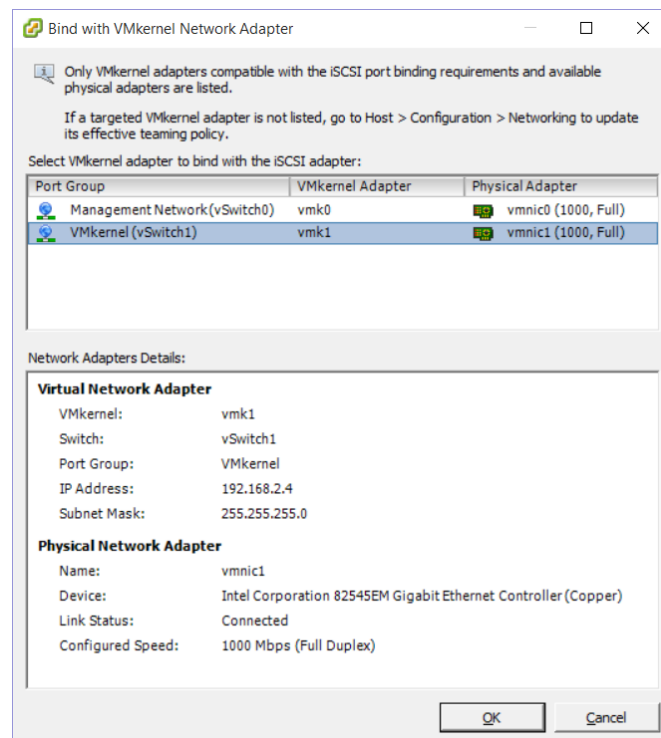 Bind with VMkernel Network Adapter
Only VMkernel adapters compatible with the iSCSI port binding requirements and available
physical adapters are listed.
If a targeted VMkernel adapter is not listed, go to Host > Configuration > Networking to update
its effective teaming policy.
Select VMkernel adapter to bind with the iSCSI adapter:
Port Group VMkernel Adapter Physical Adapter
Management Network (vSwitch0) vmk0 vmnic0 (1000, Full)
VMkernel (vSwitch1) vmk1 vmnic1 (1000, Full)
Network Adapters Details:
Virtual Network Adapter
VMkernel: vmk1
Switch: vSwitch1
Port Group: VMkernel
IP Address: 192.168.2.4
Subnet Mask: 255.255.255.0
Physical Network Adapter
Name: vmnic1
Device: Intel Corporation 82545EM Gigabit Ethernet Controller (Copper)
Link Status: Connected
Configured Speed: 1000 Mbps (Full Duplex)
OK Cancel